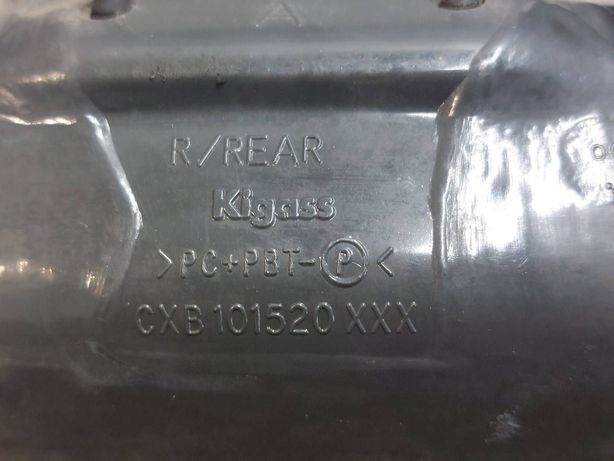 A
R/REAR
Kigass
>PC+PBT-P<
CXB101520 XXX